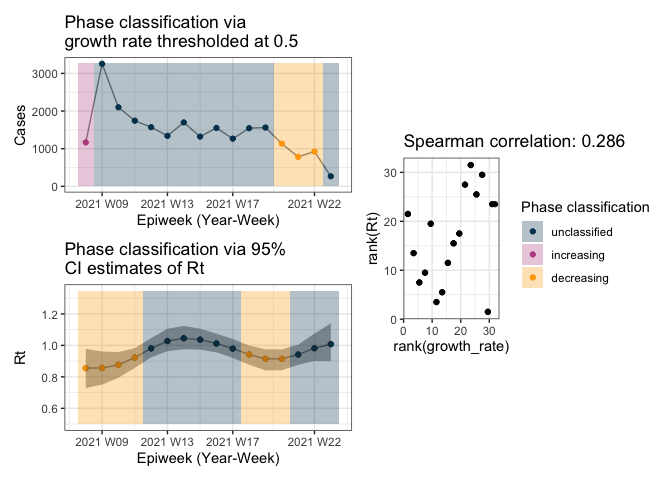 Phase classification via
growth rate thresholded at 0.5
Cases
3000
2000
1000
0
2021 W09
2021 W13
2021 W17
2021 W22
Epiweek (Year-Week)
Phase classification via 95%
CI estimates of Rt
Rt
1.2
1.0
0.8
0.6
2021 W09
2021 W13
2021 W17
2021 W22
Epiweek (Year-Week)
Spearman correlation: 0.286
rank(Rt)
30
20
10
0
0
10
20
30
rank(growth_rate)
Phase classification
unclassified
increasing
decreasing